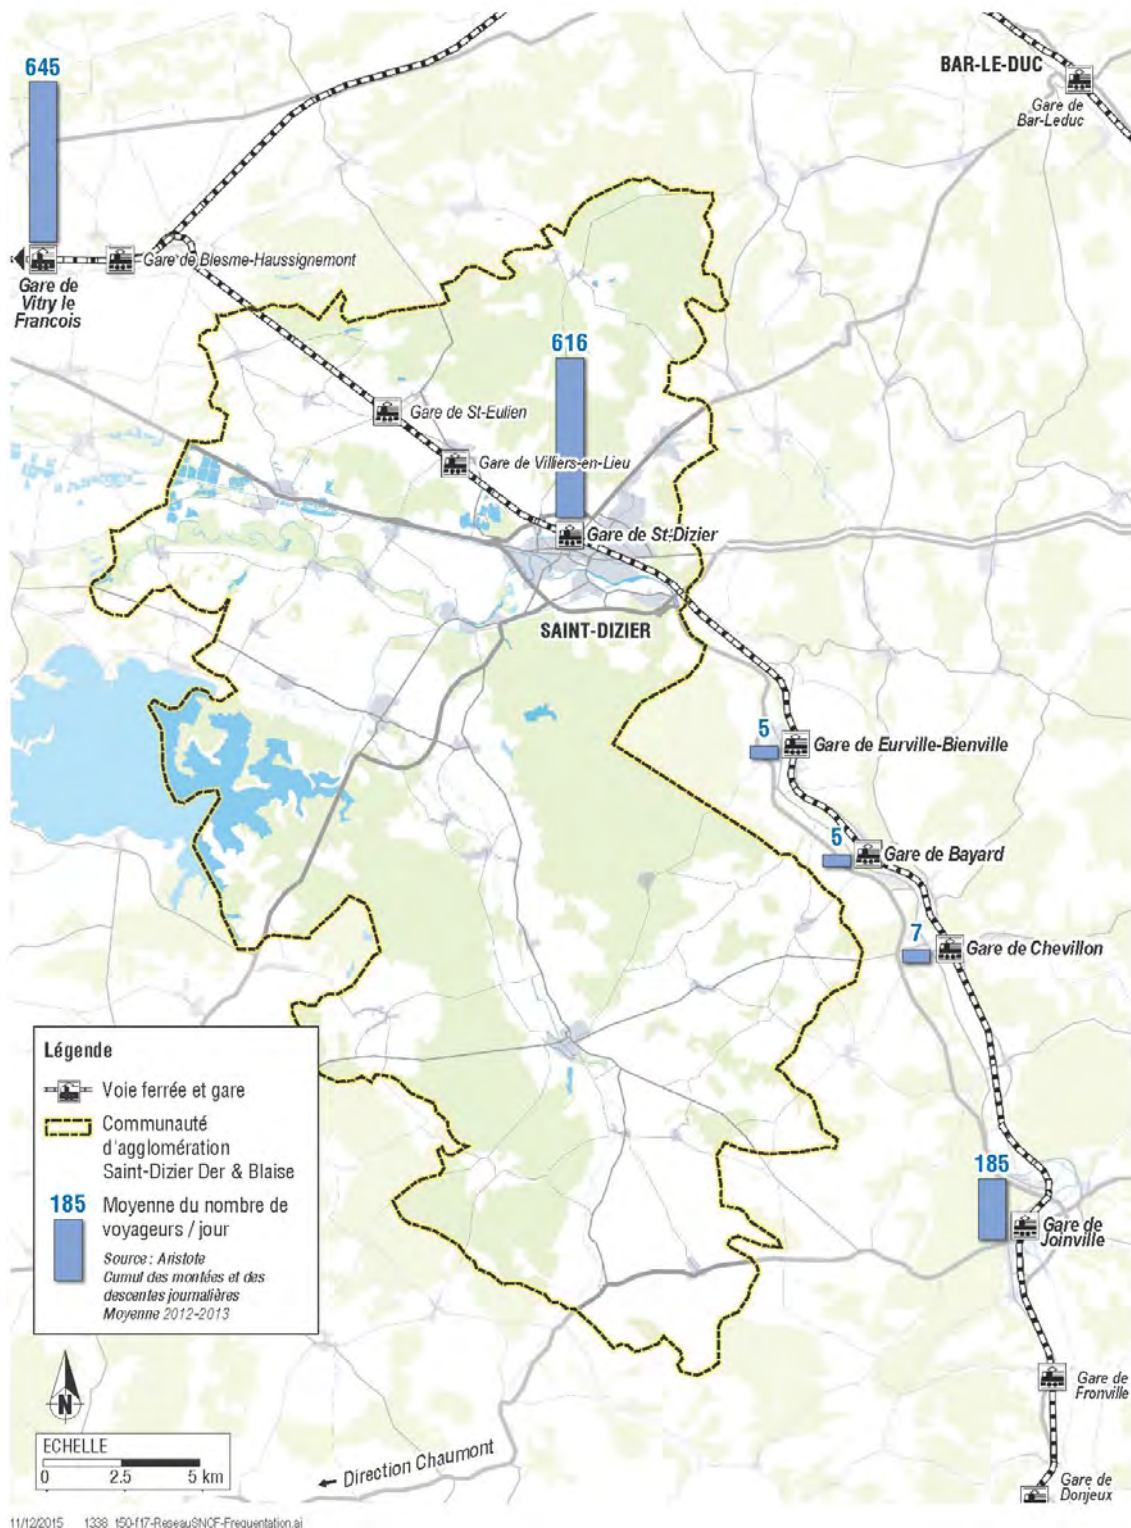 645
BAR-LE-DUC
Gare de
Bar-Leduc
Gare de Blesme-Haussignemont
Gare de
Vitry le
Francois
616
Gare de St-Eulien
Gare de Villiers-en-Lieu
Gare de St-Dizier
SAINT-DIZIER
5
Gare de Eurville-Bienville
5
Gare de Bayard
7
Gare de Chevillon
185
Gare de
Joinville
Gare de
Fronville
Gare de
Donjeux
Légende
Voie ferrée et gare
Communauté
d'agglomération
Saint-Dizier Der & Blaise
185
Moyenne du nombre de
voyageurs / jour
Source : Aristote
Cumul des montées et des
descentes journalières
Moyenne 2012-2013
N
ECHELLE
0 2.5 5 km
Direction Chaumont
11/12/2015 1338_150-f17-ReseauSNCF-Frequentation.ai